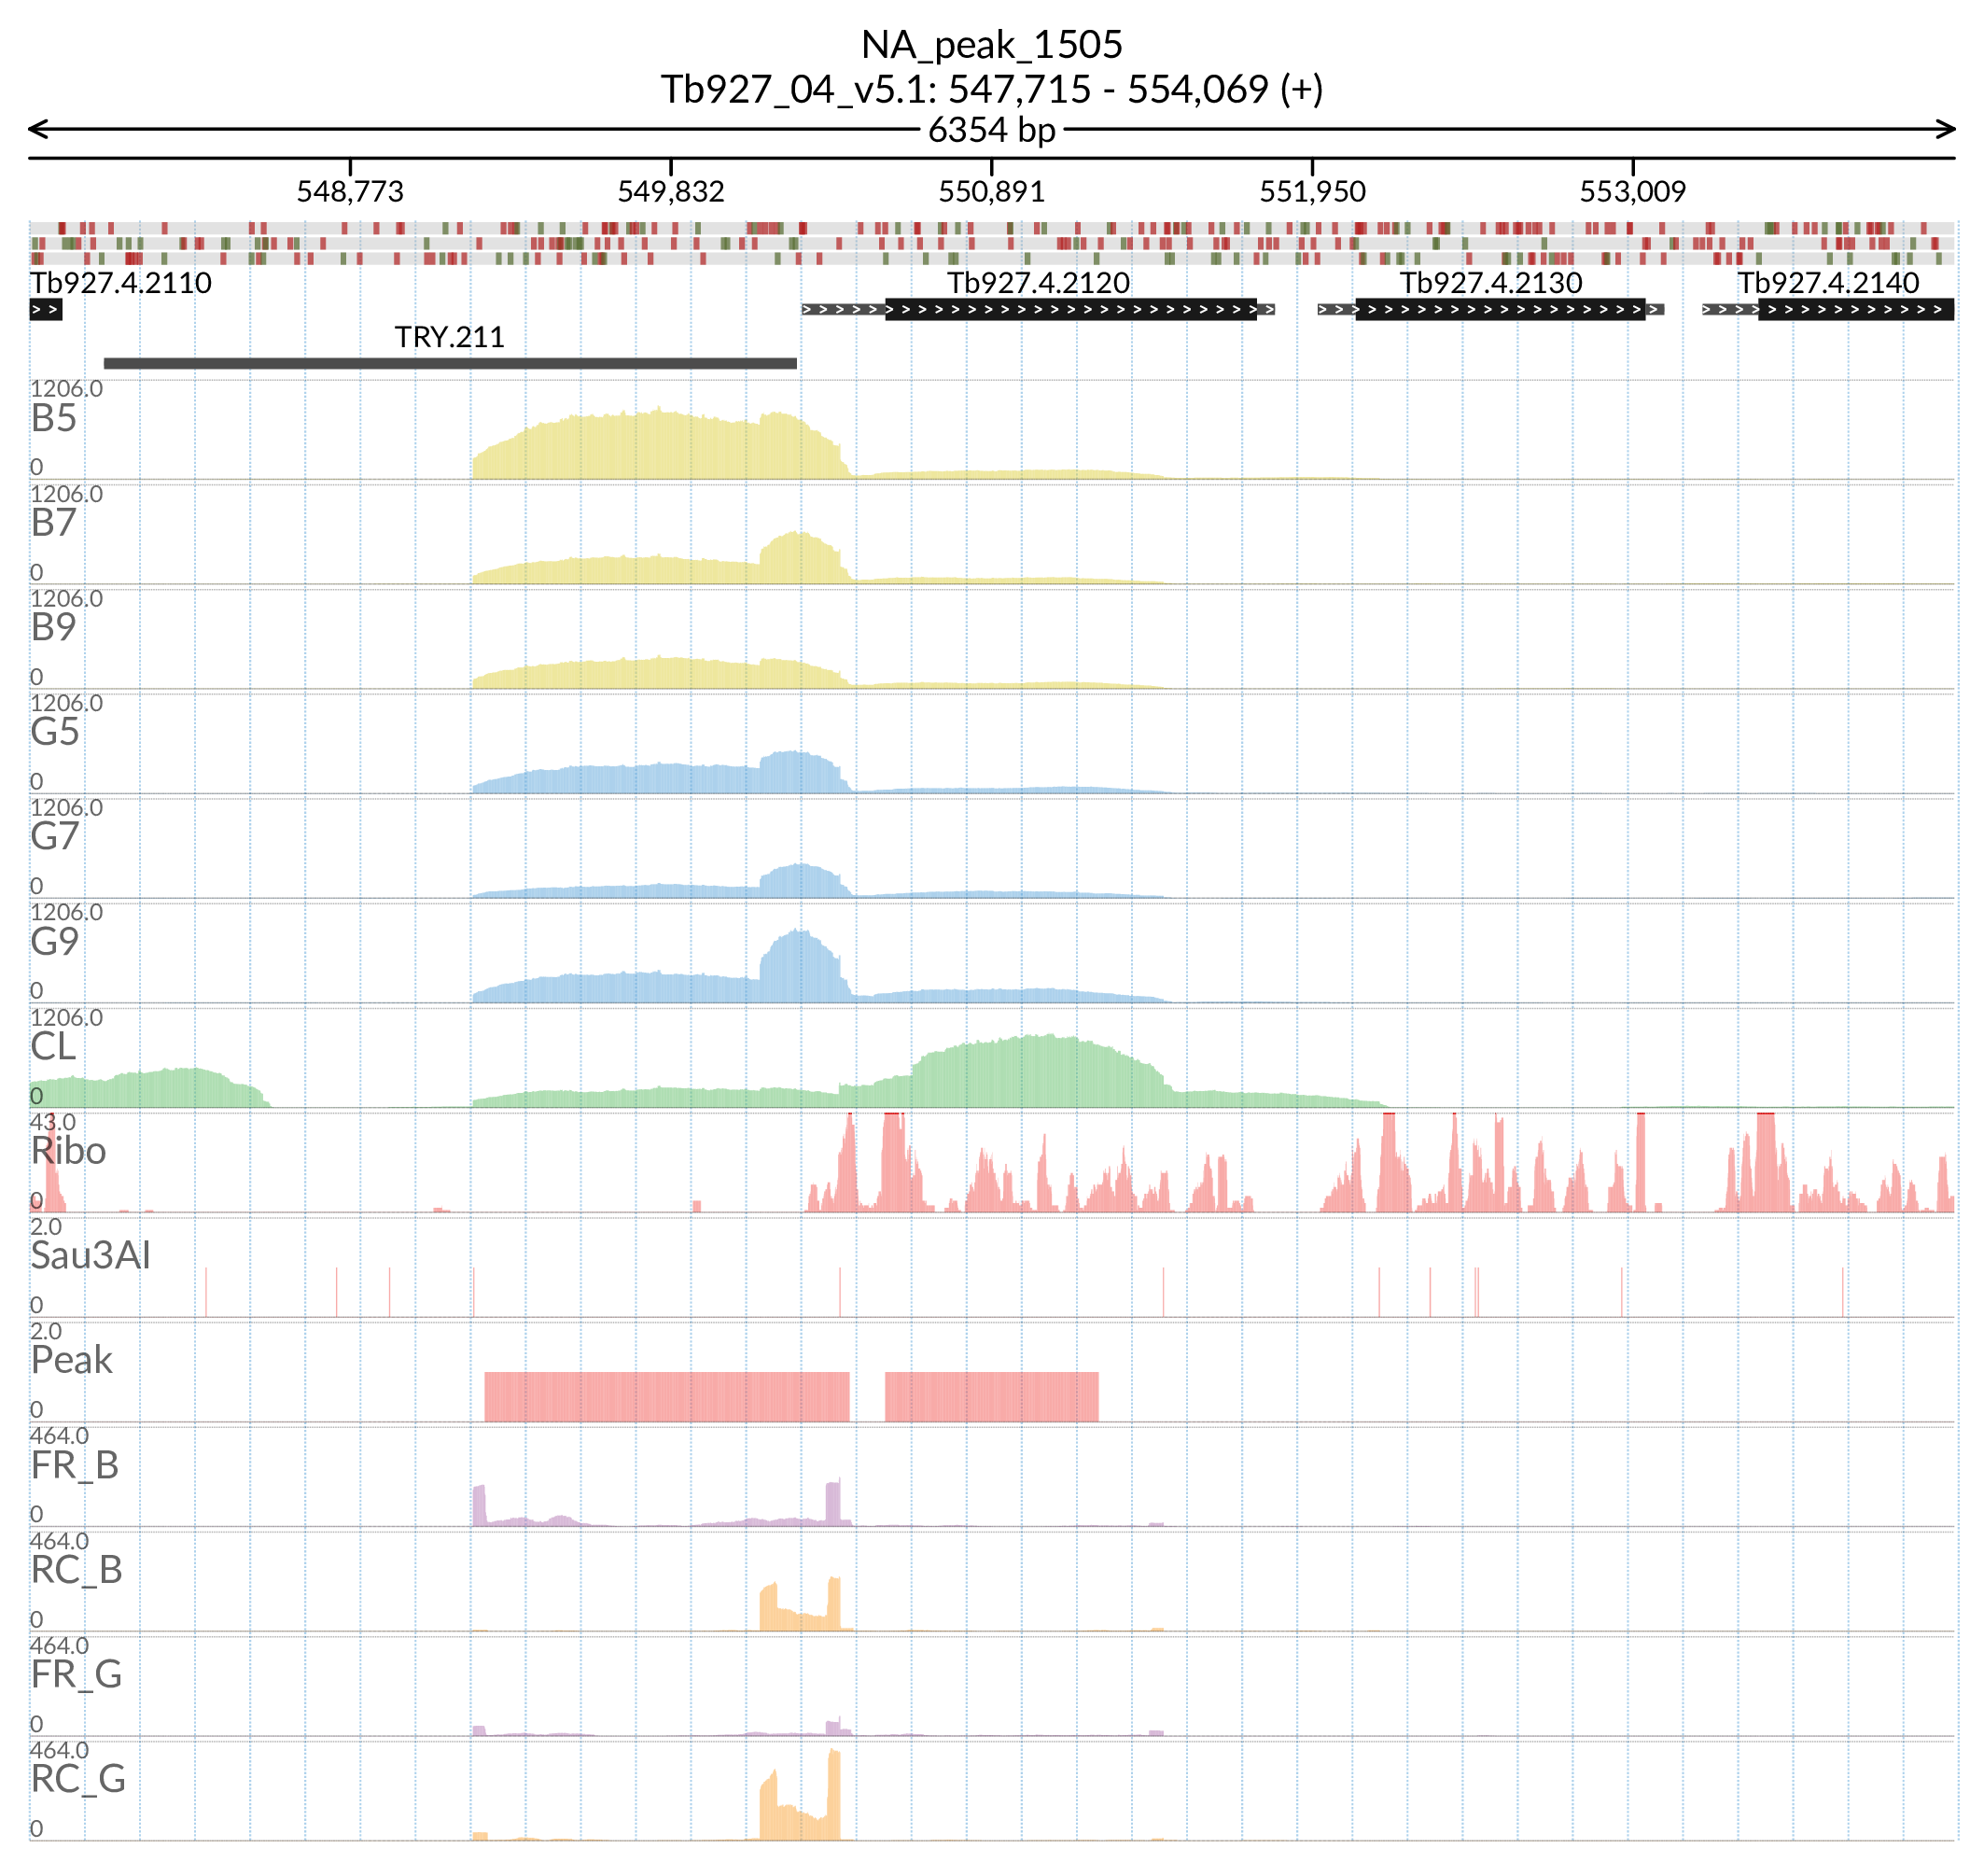 NA_peak_1505
Tb927_04_v5.1: 547,715 - 554,069 (+)
6354 bp
548,773 549,832 550,891 551,950 553,009
Tb927.4.2110 Tb927.4.2120 Tb927.4.2130 Tb927.4.2140
TRY.211
1206.0
B5
0
1206.0
B7
0
1206.0
B9
0
1206.0
G5
0
1206.0
G7
0
1206.0
G9
0
1206.0
CL
0
43.0
Ribo
0
2.0
Sau3AI
0
2.0
Peak
0
464.0
FR_B
0
464.0
RC_B
0
464.0
FR_G
0
464.0
RC_G
0